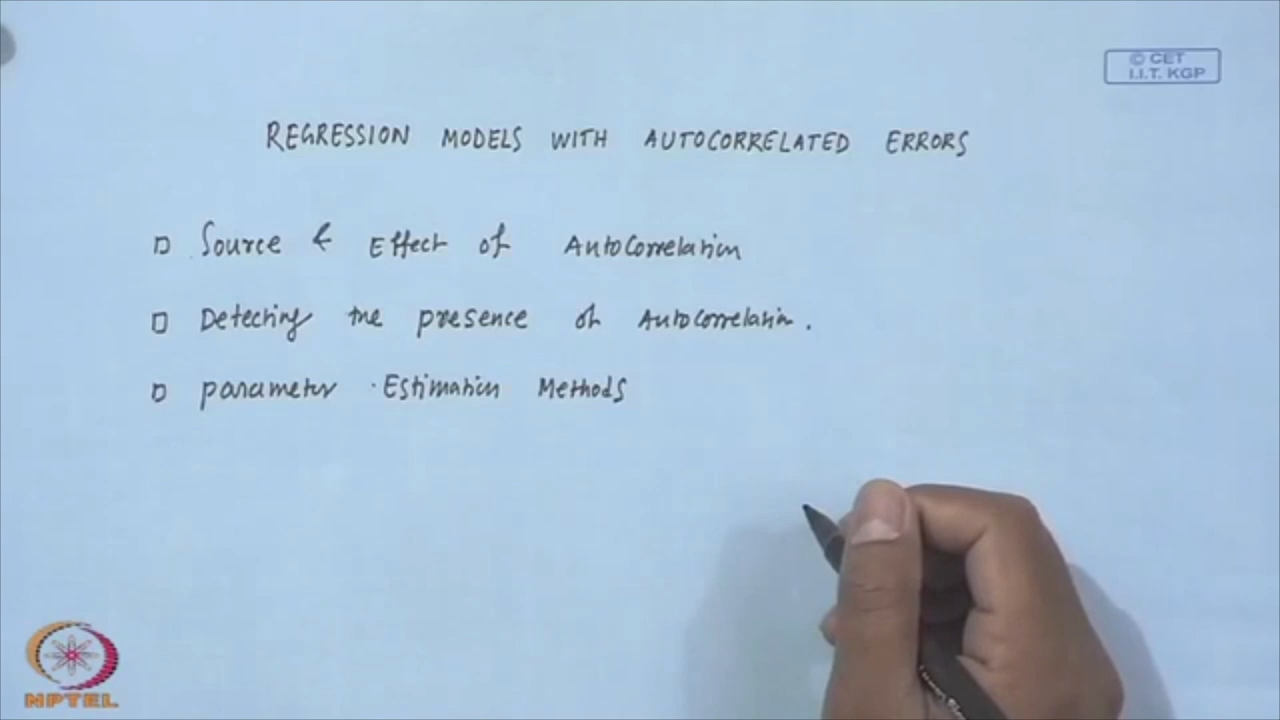 © CET
I.I.T. KGP
REGRESSION MODELS WITH AUTOCORRELATED ERRORS
Source & Effect of AutoCorrelation
Detecting the presence of Autocorrelation.
parameter Estimation Methods
NPTEL